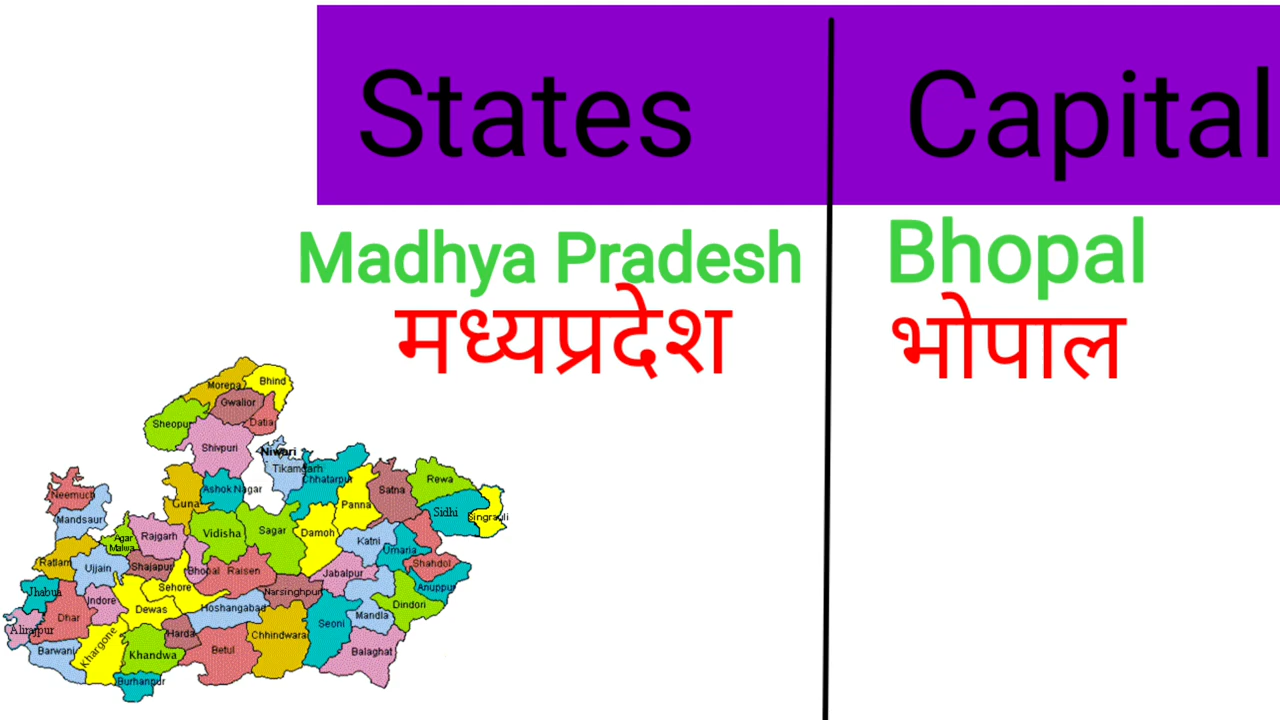 States
Capital
Madhya Pradesh
Bhopal
मध्यप्रदेश
भोपाल
Morena
Bhind
Gwalior
Sheopur
Datia
Shivpuri
Niwari
Tikamgarh
Chhatarpur
Rewa
Neemuch
Guna
Ashok Nagar
Panna
Satna
Sidhi
Singrauli
Mandsaur
Agar
Malwa
Rajgarh
Vidisha
Sagar
Damoh
Katni
Umaria
Ratlam
Ujjain
Shajapur
Bhopal
Raisen
Jabalpur
Shahdol
Anuppur
Jhabua
Indore
Sehore
Dewas
Hoshangabad
Narsinghpur
Dindori
Dhar
Alirajpur
Harda
Chhindwara
Seoni
Mandla
Barwani
Khargone
Khandwa
Betul
Balaghat
Burhanpur